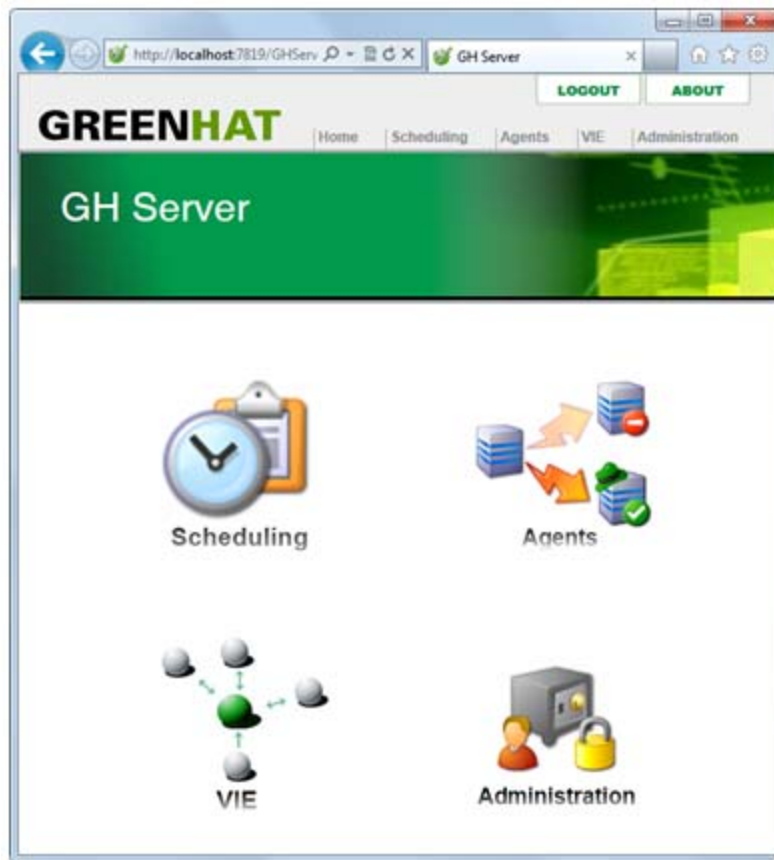 http://localhost:7819/GHServ
GH Server
LOGOUT
ABOUT
GREENHAT
Home
Scheduling
Agents
VIE
Administration
GH Server
Scheduling
Agents
VIE
Administration